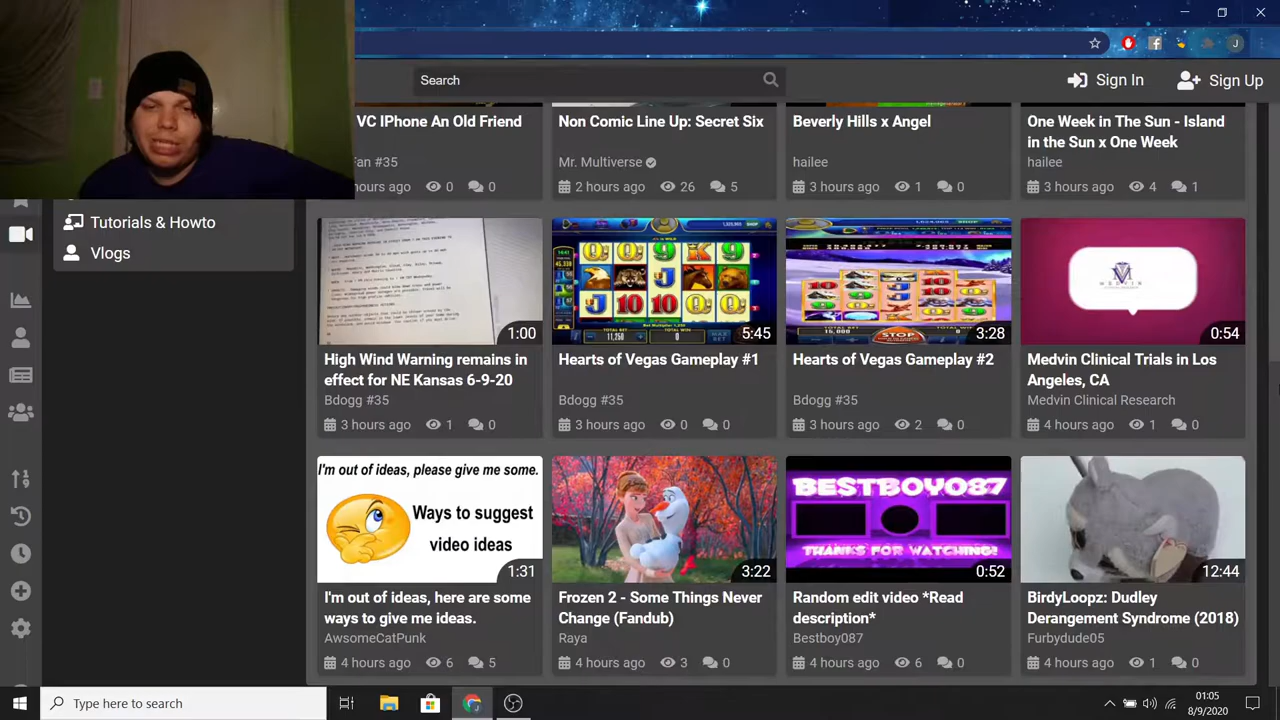 J
Search
Sign In
Sign Up
VC IPhone An Old Friend
Non Comic Line Up: Secret Six
Beverly Hills x Angel
One Week in The Sun - Island
in the Sun x One Week
Fan #35
Mr. Multiverse
hailee
hailee
hours ago 0 0
2 hours ago 26 5
3 hours ago 1 0
3 hours ago 4 1
Tutorials & Howto
Vlogs
1:00
5:45
3:28
0:54
High Wind Warning remains in
effect for NE Kansas 6-9-20
Hearts of Vegas Gameplay #1
Hearts of Vegas Gameplay #2
Medvin Clinical Trials in Los
Angeles, CA
Bdogg #35
Bdogg #35
Bdogg #35
Medvin Clinical Research
3 hours ago 1 0
3 hours ago 0 0
3 hours ago 2 0
4 hours ago 1 0
I'm out of ideas, please give me some.
Ways to suggest
video ideas
1:31
3:22
BESTBOY087
THANKS FOR WATCHING!
0:52
12:44
I'm out of ideas, here are some
ways to give me ideas.
Frozen 2 - Some Things Never
Change (Fandub)
Random edit video *Read
description*
BirdyLoopz: Dudley
Derangement Syndrome (2018)
AwsomeCatPunk
Raya
Bestboy087
Furbydude05
4 hours ago 6 5
4 hours ago 3 0
4 hours ago 6 0
4 hours ago 1 0
Type here to search
01:05
8/9/2020